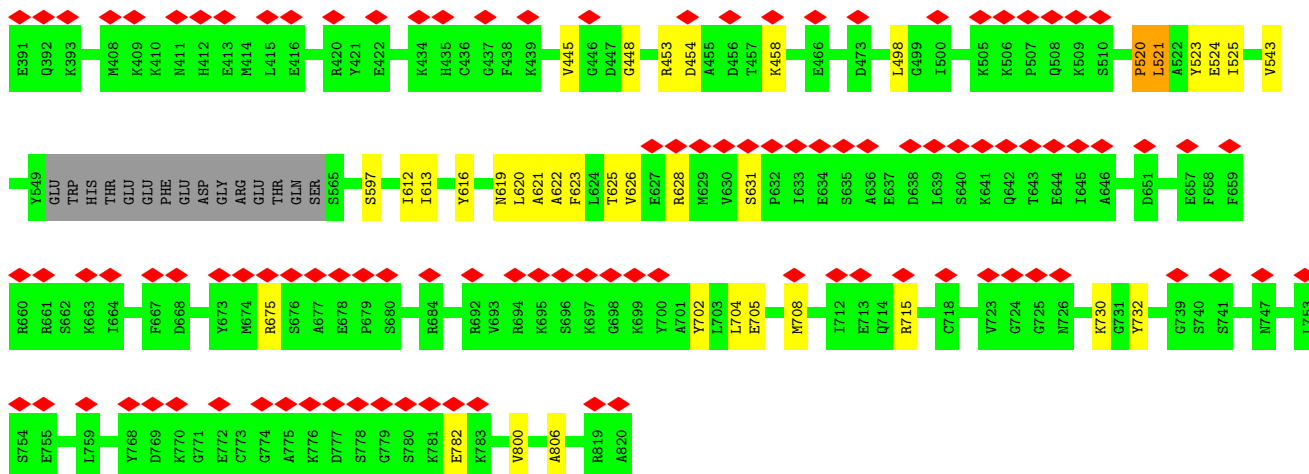 E391 Q392 K393 M408 K409 K410 N411 H412 E413 M414 L415 E416 R420 Y421 E422 K434 H435 C436 G437 F438 K439 V445 G446 D447 G448 R453 D454 A455 D456 T457 K458 E466 D473 L498 G499 I500 K505 K506 P507 Q508 K509 S510 P520 L521 A522 Y523 E524 I525 V543
Y549 GLU TRP HIS THR GLU GLU PHE GLU ASP GLY ARG GLU THR GLN SER S565 S597 I612 I613 Y616 N619 L620 A621 A622 F623 L624 T625 V626 E627 R628 M629 V630 S631 P632 I633 E634 S635 A636 D638 L639 S640 K641 Q642 T643 E644 I645 A646 D651 E657 F658 F659
R660 R661 S662 K663 I664 F667 D668 Y673 M674 R675 S676 A677 E678 P679 S680 R684 R692 V693 R694 K695 S696 K697 G698 K699 Y700 A701 Y702 L703 L704 E705 M708 I712 E713 Q714 R715 C718 V723 G724 G725 N726 K730 G731 Y732 G739 S740 S741 N747 L753
S754 E755 L759 Y768 D769 K770 G771 E772 C773 G774 A775 K776 D777 S778 G779 S780 K781 E782 K783 V800 A806 R819 A820